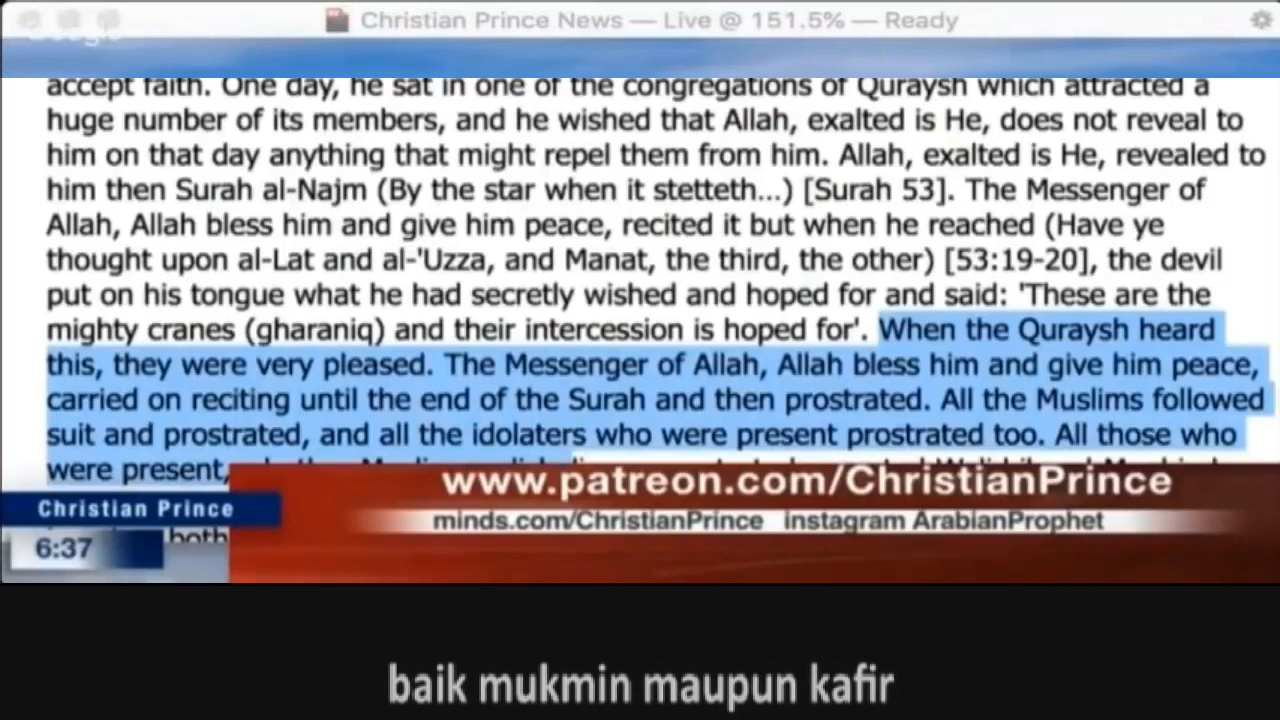 Christian Prince News — Live @ 151.5% — Ready
Google
accept faith. One day, he sat in one of the congregations of Quraysh which attracted a
huge number of its members, and he wished that Allah, exalted is He, does not reveal to
him on that day anything that might repel them from him. Allah, exalted is He, revealed to
him then Surah al-Najm (By the star when it stetteth...) [Surah 53]. The Messenger of
Allah, Allah bless him and give him peace, recited it but when he reached (Have ye
thought upon al-Lat and al-'Uzza, and Manat, the third, the other) [53:19-20], the devil
put on his tongue what he had secretly wished and hoped for and said: 'These are the
mighty cranes (gharaniq) and their intercession is hoped for'. When the Quraysh heard
this, they were very pleased. The Messenger of Allah, Allah bless him and give him peace,
carried on reciting until the end of the Surah and then prostrated. All the Muslims followed
suit and prostrated, and all the idolaters who were present prostrated too. All those who
were present,
www.patreon.com/ChristianPrince
Christian Prince
minds.com/ChristianPrince instagram ArabianProphet
both
6:37
baik mukmin maupun kafir